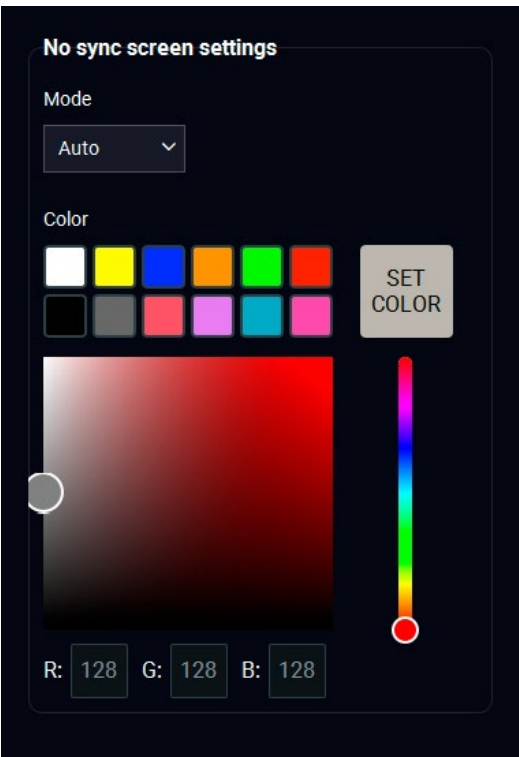 No sync screen settings
Mode
Auto
Color
SET
COLOR
R: 128 G: 128 B: 128